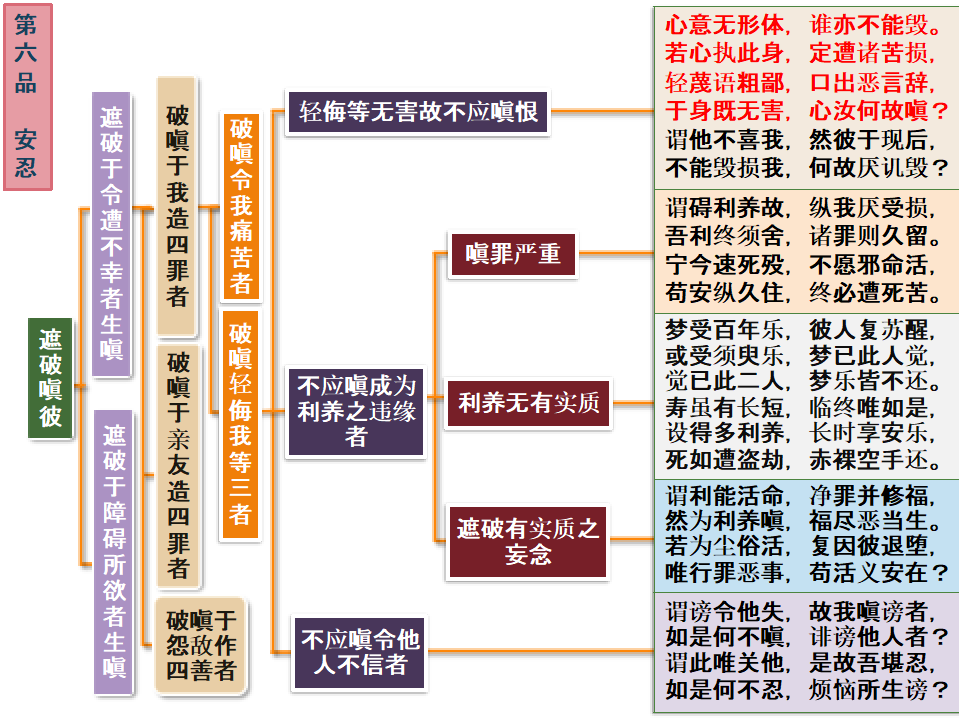 第六品 安忍
遮破嗔彼
遮破于令遭不幸者生嗔
遮破于障碍所欲者生嗔
破嗔于我造四罪者
破嗔于亲友造四罪者
破嗔于
怨敌作
四善者
破嗔令我痛苦者
破嗔轻侮我等三者
轻侮等无害故不应嗔恨
不应嗔成为
利养之违缘
者
不应嗔令他
人不信者
嗔罪严重
利养无有实质
遮破有实质之
妄念
心意无形体， 谁亦不能毁。
若心执此身， 定遭诸苦损，
轻蔑语粗鄙， 口出恶言辞，
于身既无害， 心汝何故嗔？
谓他不喜我， 然彼于现后，
不能毁损我， 何故厌讥毁？
谓碍利养故， 纵我厌受损，
吾利终须舍， 诸罪则久留。
宁今速死殁， 不愿邪命活，
苟安纵久住， 终必遭死苦。
梦受百年乐， 彼人复苏醒，
或受须臾乐， 梦已此人觉，
觉已此二人， 梦乐皆不还。
寿虽有长短， 临终唯如是，
设得多利养， 长时享安乐，
死如遭盗劫， 赤裸空手还。
谓利能活命， 净罪并修福，
然为利养嗔， 福尽恶当生。
若为尘俗活， 复因彼退堕，
唯行罪恶事， 苟活义安在？
谓谤令他失， 故我嗔谤者，
如是何不嗔， 诽谤他人者？
谓此唯关他， 是故吾堪忍，
如是何不忍， 烦恼所生谤？